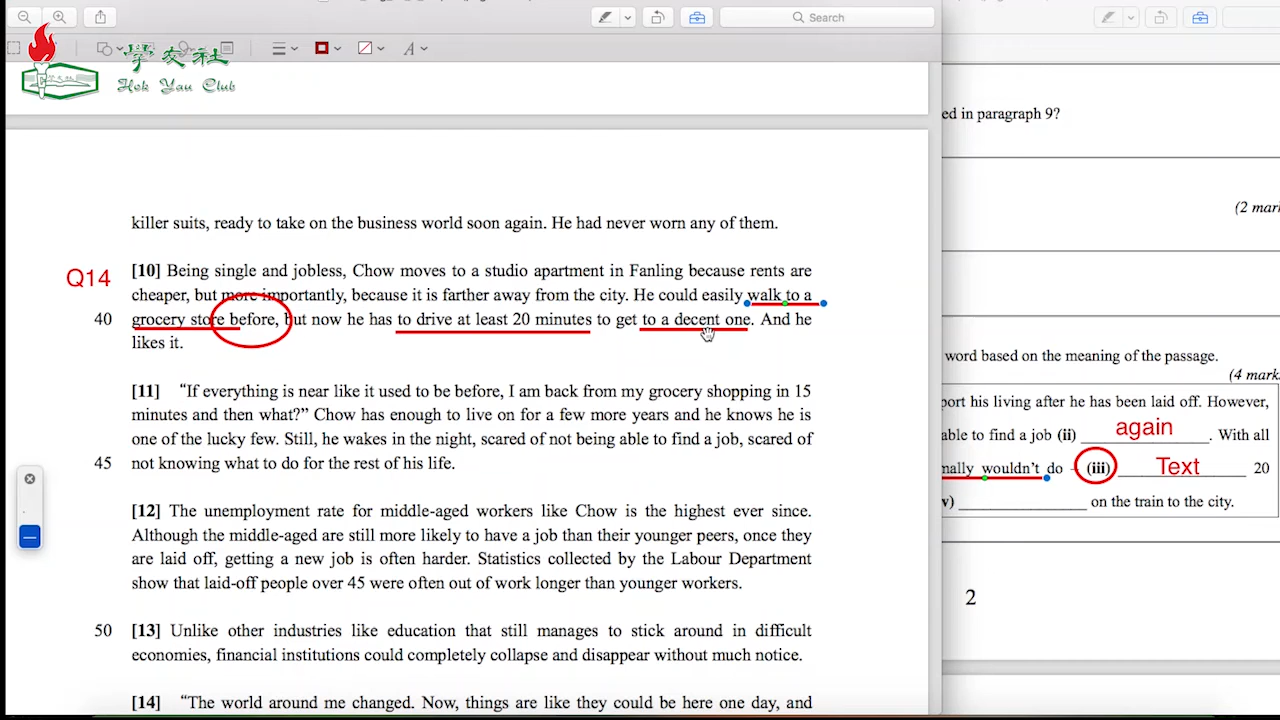 Search
學友社
Hok Yau Club
ed in paragraph 9?
(2 mar
killer suits, ready to take on the business world soon again. He had never worn any of them.
Q14
[10] Being single and jobless, Chow moves to a studio apartment in Fanling because rents are
cheaper, but more importantly, because it is farther away from the city. He could easily walk to a
40 grocery store before, but now he has to drive at least 20 minutes to get to a decent one. And he
likes it.
[11] “If everything is near like it used to be before, I am back from my grocery shopping in 15
minutes and then what?” Chow has enough to live on for a few more years and he knows he is
one of the lucky few. Still, he wakes in the night, scared of not being able to find a job, scared of
45 not knowing what to do for the rest of his life.
[12] The unemployment rate for middle-aged workers like Chow is the highest ever since.
Although the middle-aged are still more likely to have a job than their younger peers, once they
are laid off, getting a new job is often harder. Statistics collected by the Labour Department
show that laid-off people over 45 were often out of work longer than younger workers.
50 [13] Unlike other industries like education that still manages to stick around in difficult
economies, financial institutions could completely collapse and disappear without much notice.
[14] “The world around me changed. Now, things are like they could be here one day, and
word based on the meaning of the passage.
(4 mark
port his living after he has been laid off. However,
able to find a job (ii) again. With all
nally wouldn’t do – (iii) Text 20
v) on the train to the city.
2